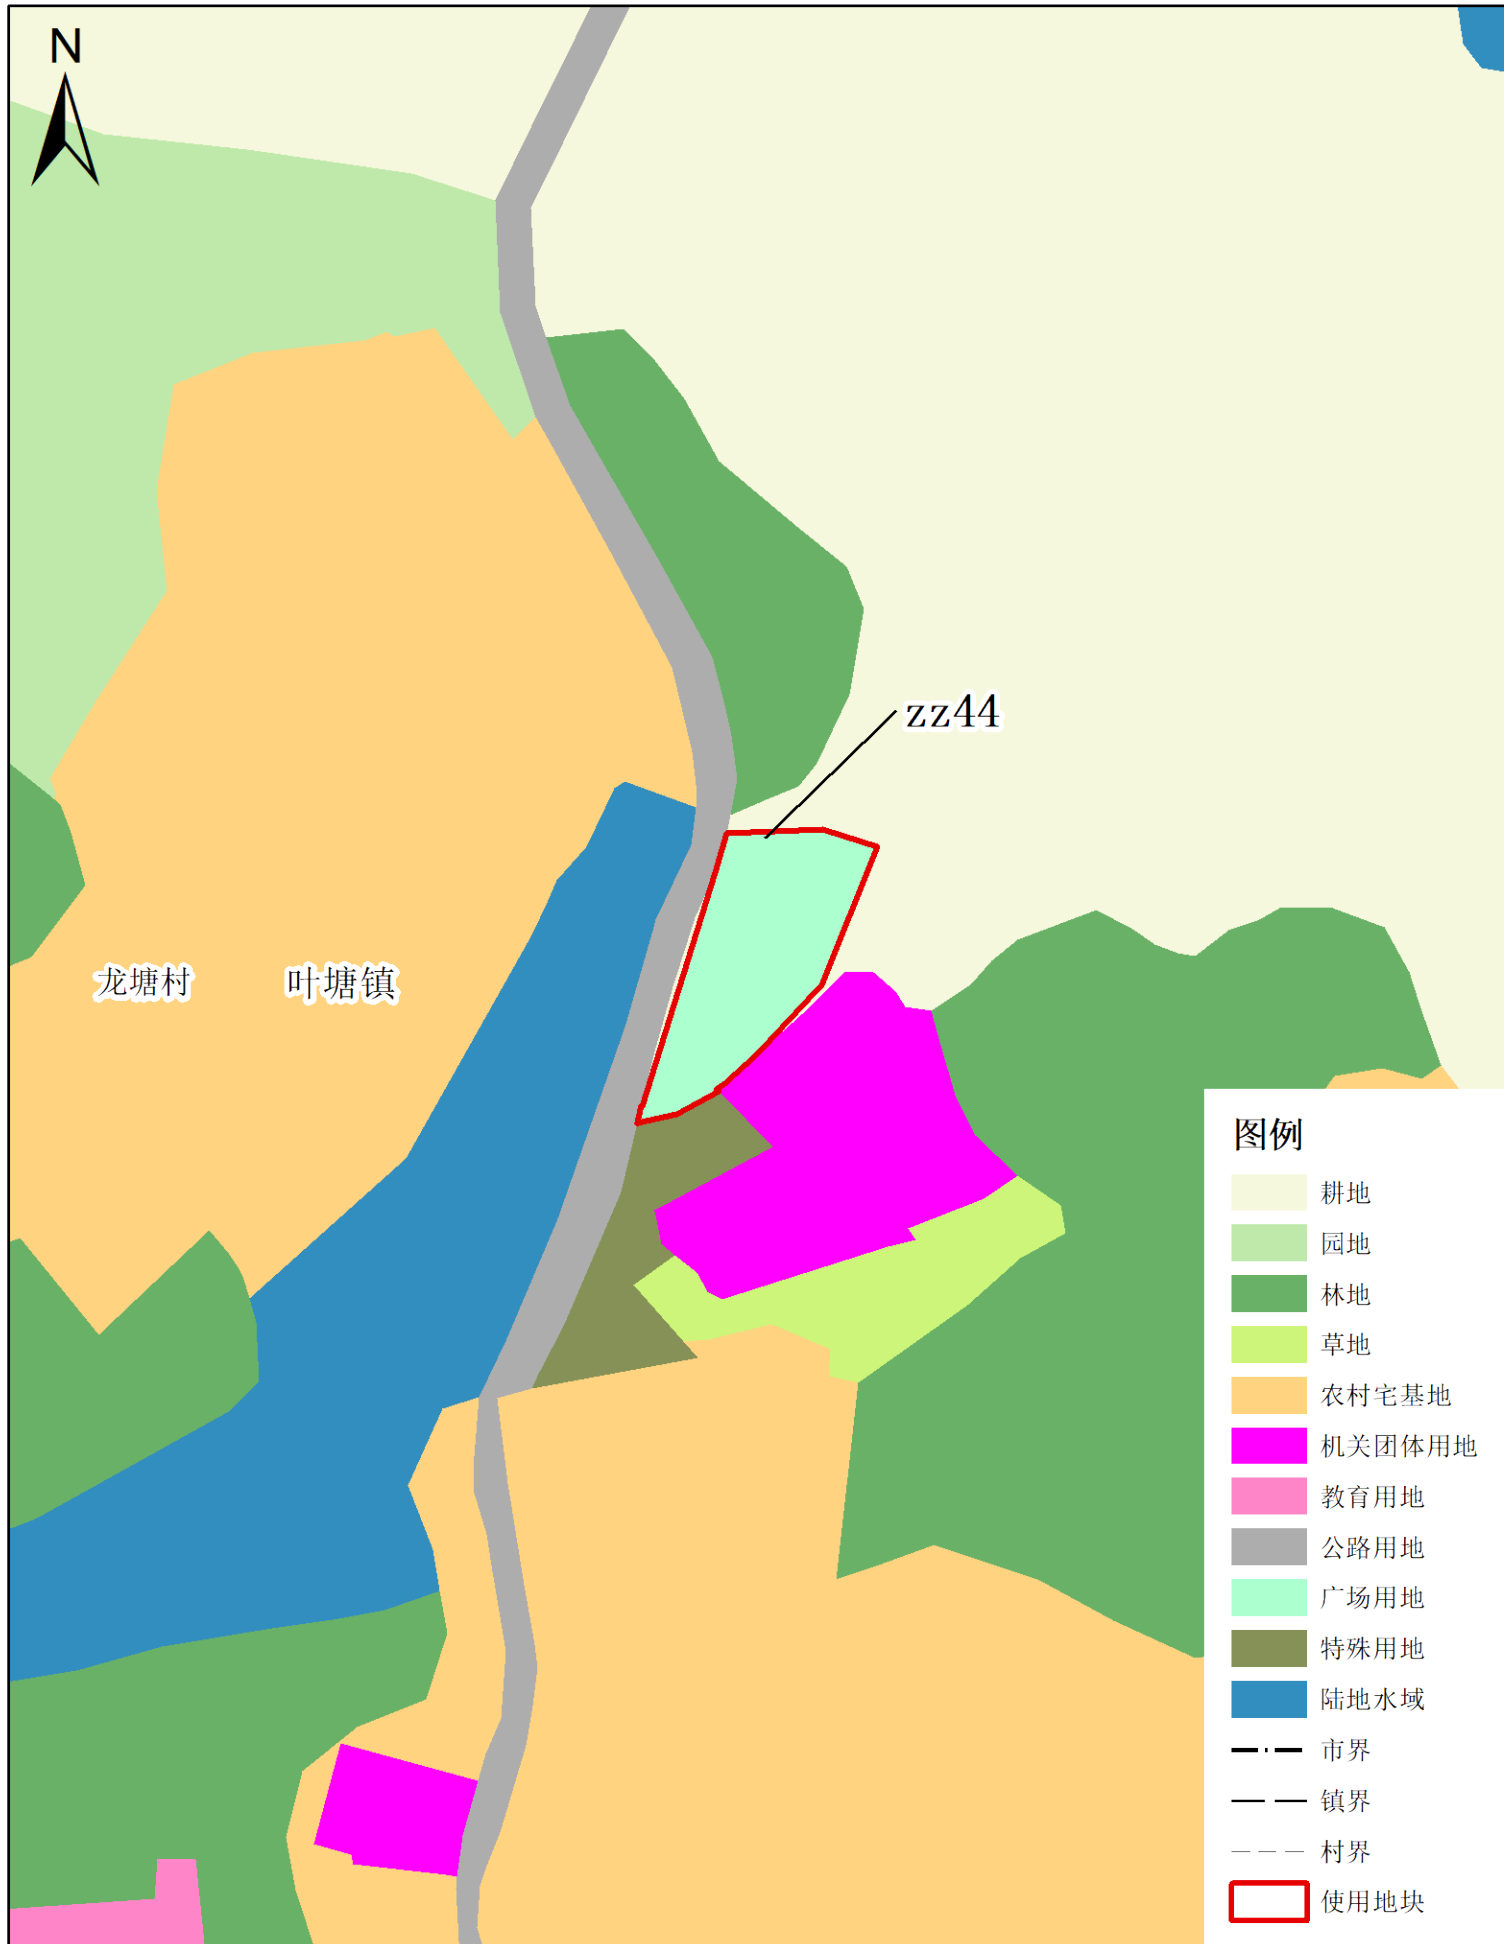 N
zz44
龙塘村 叶塘镇
图例
耕地
园地
林地
草地
农村宅基地
机关团体用地
教育用地
公路用地
广场用地
特殊用地
陆地水域
市界
镇界
村界
使用地块